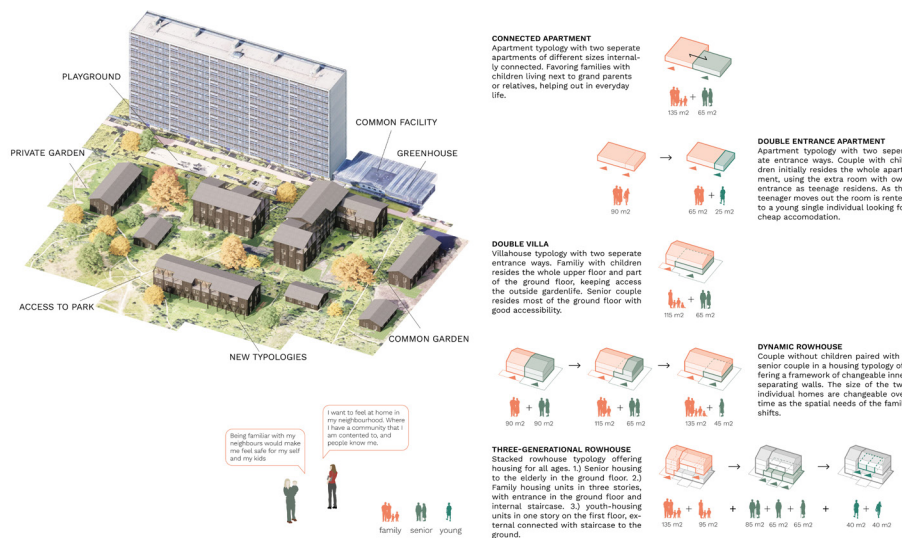 PLAYGROUND
COMMON FACILITY
PRIVATE GARDEN
GREENHOUSE
ACCESS TO PARK
COMMON GARDEN
NEW TYPOLOGIES
Being familiar with my
neighbours would make
me feel safe for my self
and my kids
I want to feel at home in
my neighbourhood. Where
I have a community that I
am contented to, and
people know me.
family senior young
CONNECTED APARTMENT
Apartment typology with two seperate
apartments of different sizes internal-
ly connected. Favoring families with
children living next to grand parents
or relatives, helping out in everyday
life.
+
135 m2 65 m2
DOUBLE ENTRANCE APARTMENT
Apartment typology with two seper-
ate entrance ways. Couple with chil-
dren initially resides the whole apart-
ment, using the extra room with ow
entrance as teenage residens. As th
teenager moves out the room is rente
to a young single individual looking fo
cheap accomodation.
+
90 m2 65 m2 25 m2
DOUBLE VILLA
Villahouse typology with two seperate
entrance ways. Familiy with children
resides the whole upper floor and part
of the ground floor, keeping access
the outside gardenlife. Senior couple
resides most of the ground floor with
good accessibility.
+
115 m2 65 m2
DYNAMIC ROWHOUSE
Couple without children paired with
senior couple in a housing typology of-
fering a framework of changeable inne
separating walls. The size of the tw
individual homes are changeable ove
time as the spatial needs of the famil
shifts.
+ + +
90 m2 90 m2 115 m2 65 m2 135 m2 45 m2
THREE-GENERATIONAL ROWHOUSE
Stacked rowhouse typology offering
housing for all ages. 1.) Senior housing
to the elderly in the ground floor. 2.)
Family housing units in three stories,
with entrance in the ground floor and
internal staircase. 3.) youth-housing
units in one story on the first floor, ex-
ternal connected with staircase to the
ground.
+ + + + + +
135 m2 95 m2 85 m2 65 m2 65 m2 40 m2 40 m2